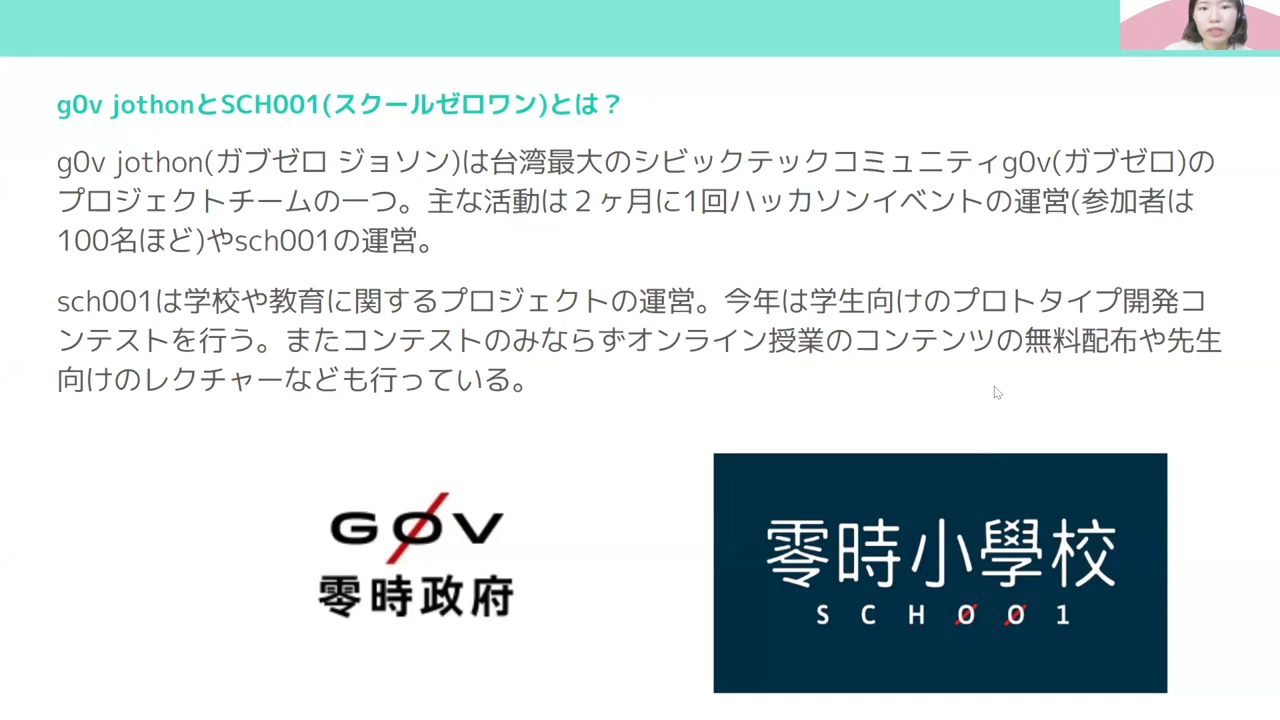 g0v jothonとSCH001(スクールゼロワン)とは？
g0v jothon(ガブゼロ ジョソン)は台湾最大のシビックテックコミュニティg0v(ガブゼロ)の
プロジェクトチームの一つ。主な活動は２ヶ月に1回ハッカソンイベントの運営(参加者は
100名ほど)やsch001の運営。
sch001は学校や教育に関するプロジェクトの運営。今年は学生向けのプロトタイプ開発コ
ンテストを行う。またコンテストのみならずオンライン授業のコンテンツの無料配布や先生
向けのレクチャーなども行っている。
G0V
零時政府
零時小學校
SCH001